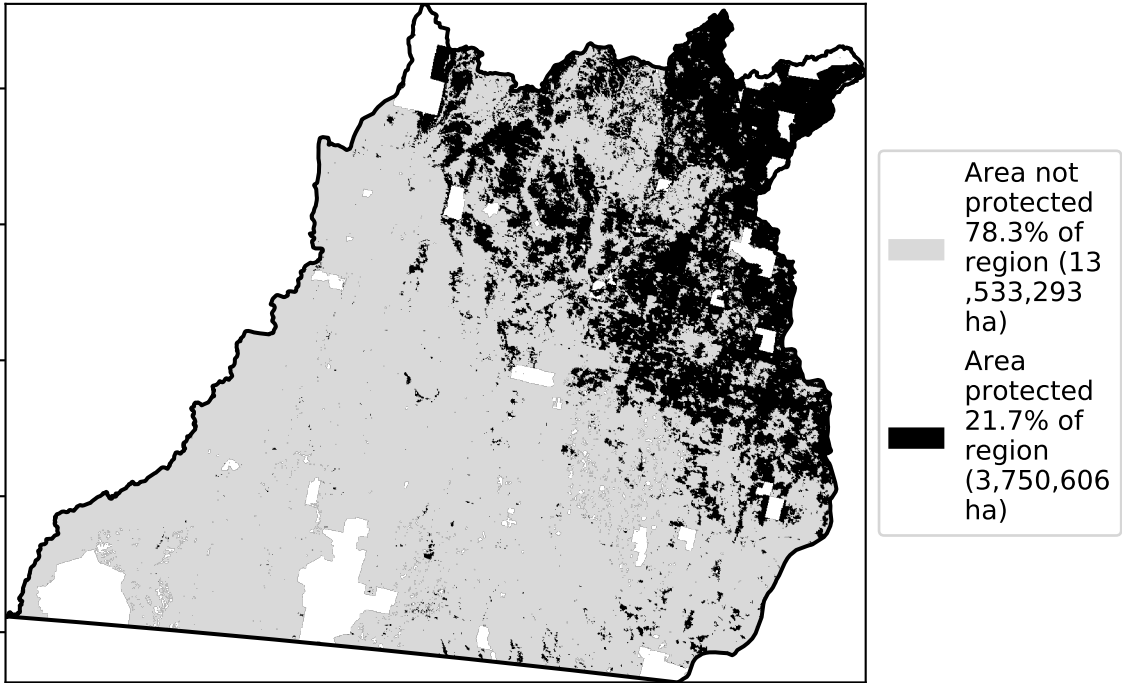 Area not
protected
78.3% of
region (13
,533,293
ha)
Area
protected
21.7% of
region
(3,750,606
ha)